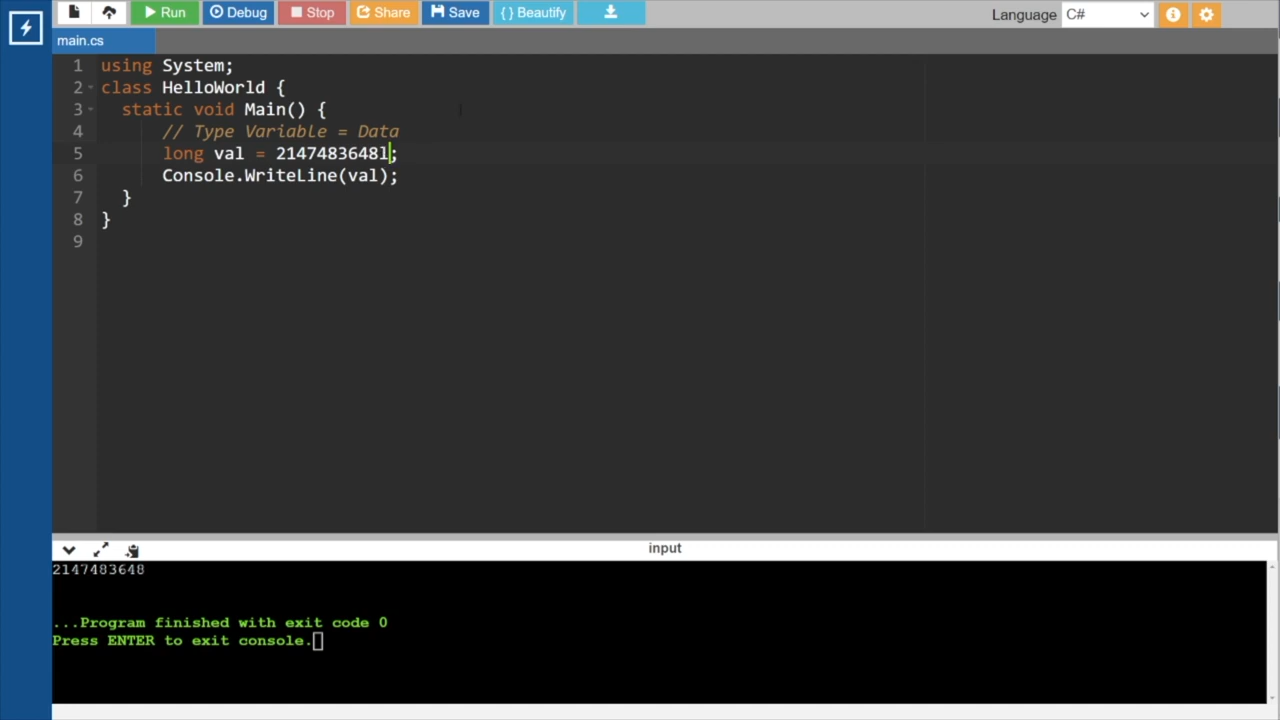 Run Debug Stop Share Save { } Beautify Language C#
main.cs
1 using System;
2 class HelloWorld {
3 static void Main() {
4 // Type Variable = Data
5 long val = 2147483648l;
6 Console.WriteLine(val);
7 }
8 }
9
input
2147483648
...Program finished with exit code 0
Press ENTER to exit console.